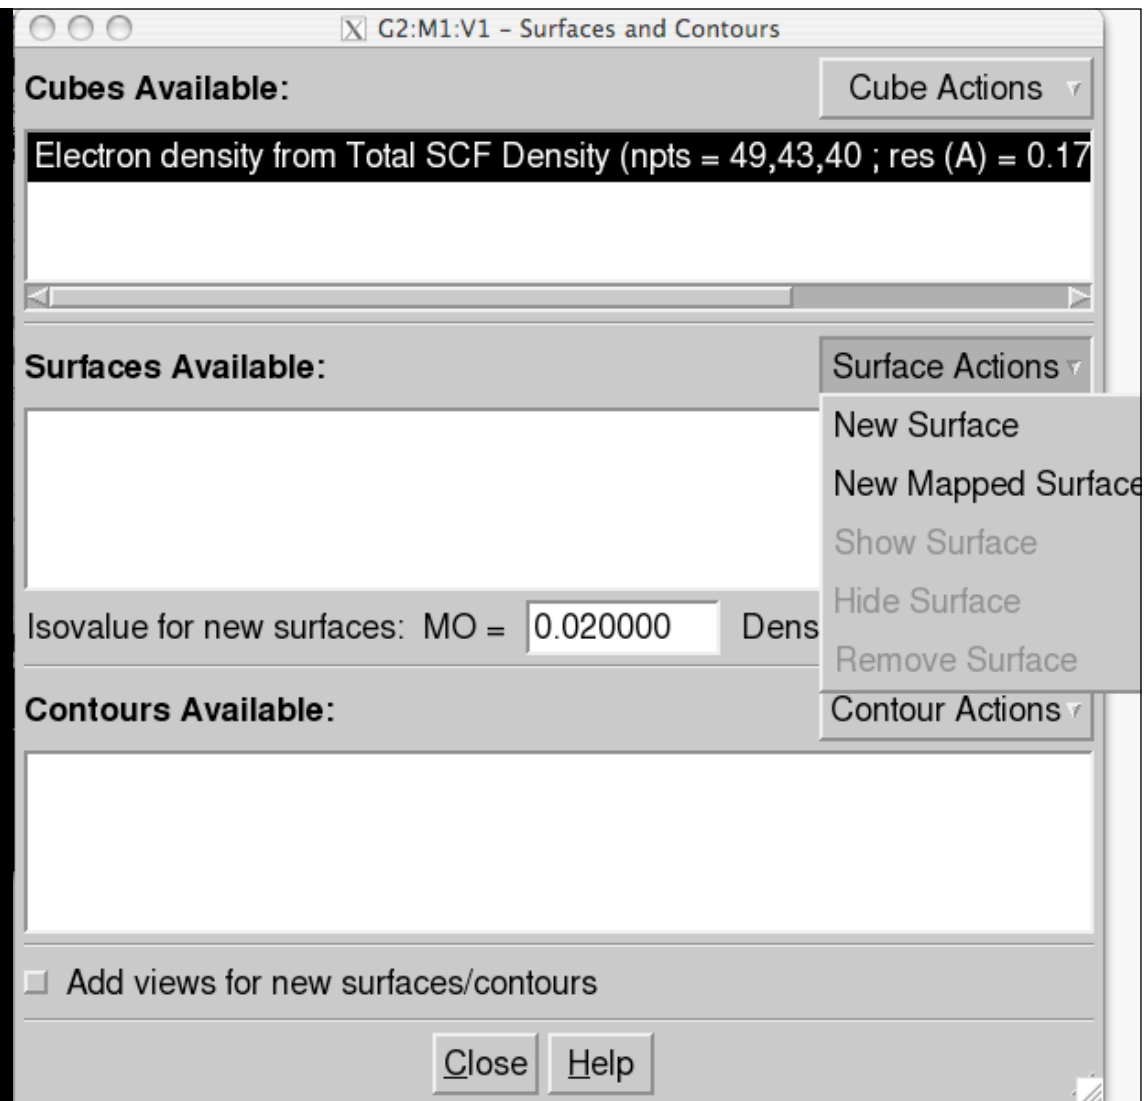 G2:M1:V1 – Surfaces and Contours
Cubes Available:
Cube Actions
Electron density from Total SCF Density (npts = 49,43,40 ; res (A) = 0.17
Surfaces Available:
Surface Actions
New Surface
New Mapped Surface
Show Surface
Hide Surface
Remove Surface
Isovalue for new surfaces: MO = 0.020000 Dens
Contours Available:
Contour Actions
Add views for new surfaces/contours
Close Help